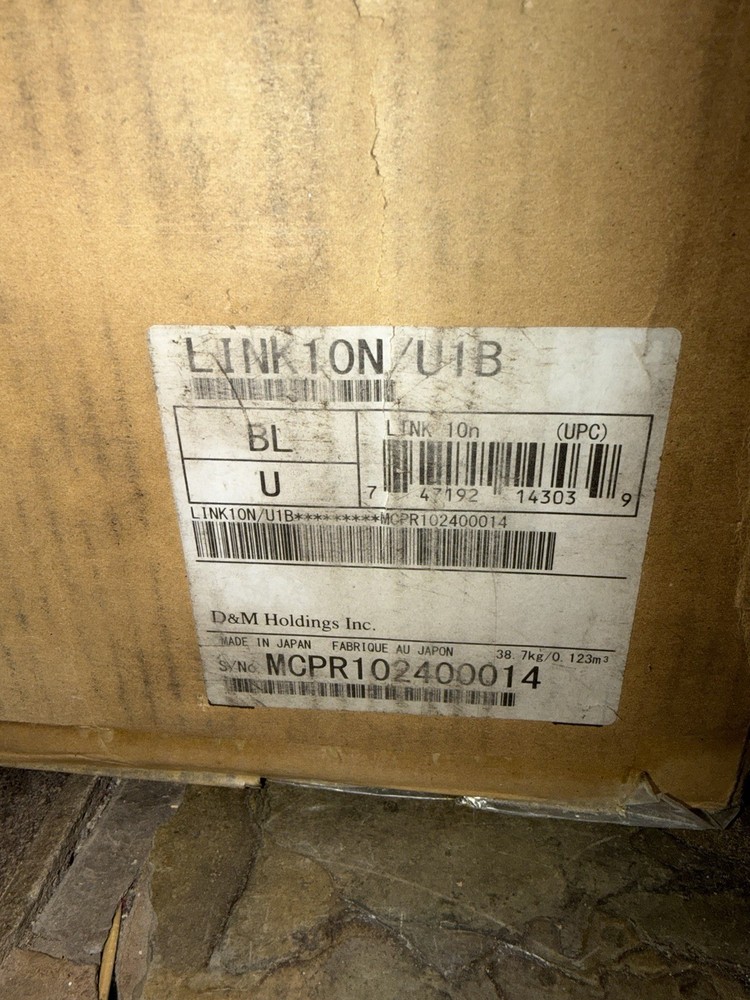 LINK10N/U1B
BL
LINK 10n (UPC)
U
7 47192 14303 9
LINK10N/U1B*********MCPR102400014
D&M Holdings Inc.
MADE IN JAPAN FABRIQUE AU JAPON 38.7kg/0.123m³
S/No. MCPR102400014